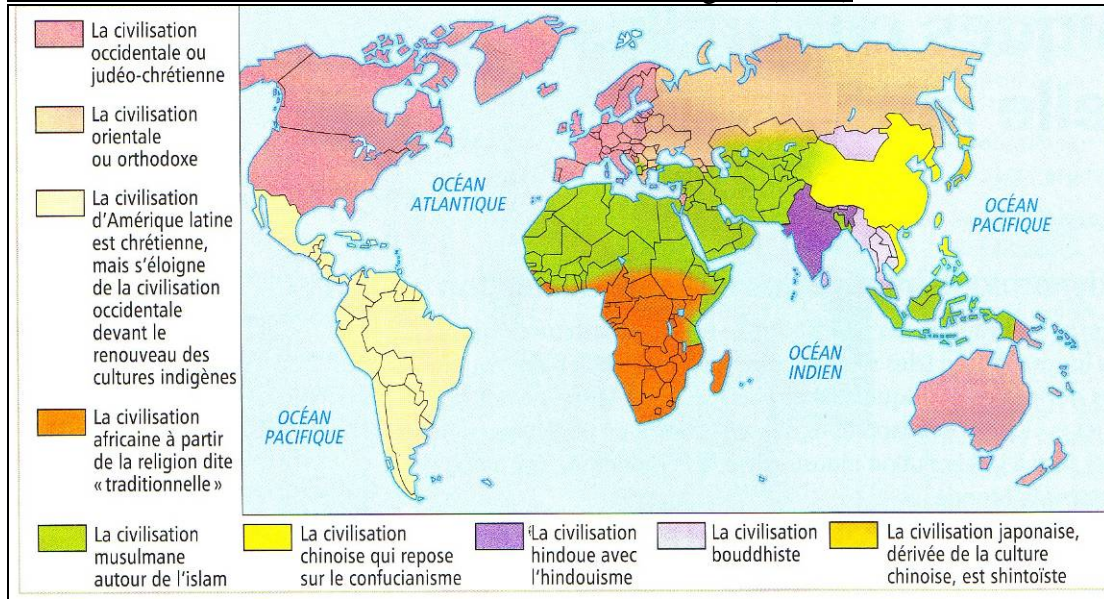 La civilisation
occidentale ou
judéo-chrétienne
La civilisation
orientale
ou orthodoxe
La civilisation
d'Amérique latine
est chrétienne,
mais s'éloigne
de la civilisation
occidentale
devant le
renouveau des
cultures indigènes
La civilisation
africaine à partir
de la religion dite
« traditionnelle »
La civilisation
musulmane
autour de l'islam
La civilisation
chinoise qui repose
sur le confucianisme
La civilisation
hindoue avec
l'hindouisme
La civilisation
bouddhiste
La civilisation japonaise,
dérivée de la culture
chinoise, est shintoïste
OCÉAN
ATLANTIQUE
OCÉAN
PACIFIQUE
OCÉAN
INDIEN
OCÉAN
PACIFIQUE